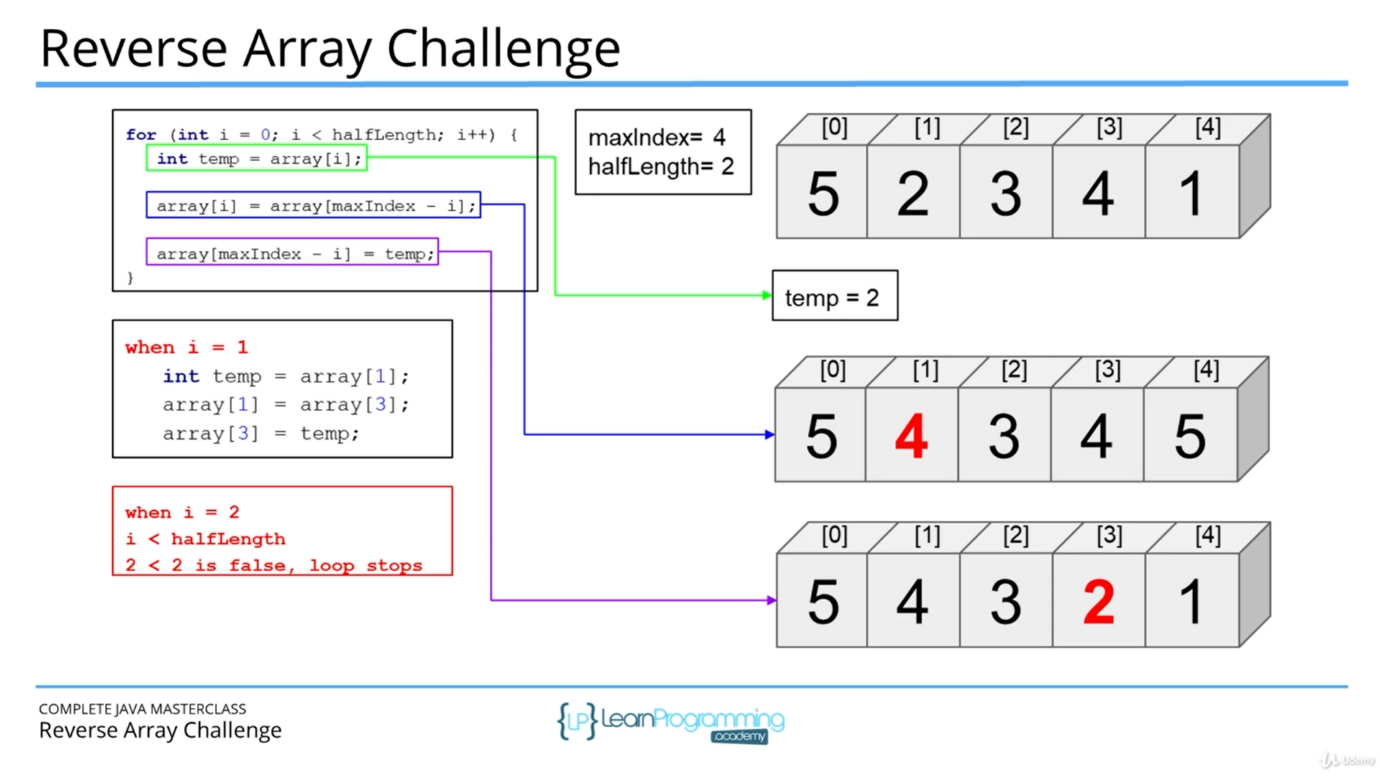 Reverse Array Challenge
for (int i = 0; i < halfLength; i++) {
int temp = array[i];
array[i] = array[maxIndex - i];
array[maxIndex - i] = temp;
}
maxIndex= 4
halfLength= 2
[0] [1] [2] [3] [4]
5 2 3 4 1
temp = 2
when i = 1
int temp = array[1];
array[1] = array[3];
array[3] = temp;
[0] [1] [2] [3] [4]
5 4 3 4 5
when i = 2
i < halfLength
2 < 2 is false, loop stops
[0] [1] [2] [3] [4]
5 4 3 2 1
COMPLETE JAVA MASTERCLASS
Reverse Array Challenge
{LP} LearnProgramming
.academy
Udemy